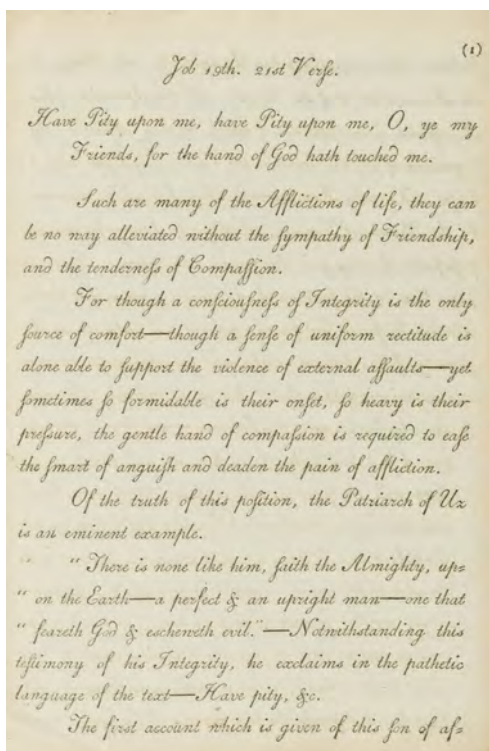 (1)
Job 19th. 21st Verſe.
Have Pity upon me, have Pity upon me, O, ye my
Friends, for the hand of God hath touched me.
Such are many of the Afflictions of life, they can
be no way alleviated without the ſympathy of Friendſhip,
and the tenderneſs of Compaſſion.
For though a conſciouſneſs of Integrity is the only
ſource of comfort—though a ſenſe of uniform rectitude is
alone able to ſupport the violence of external aſſaults—yet
ſometimes ſo formidable is their onſet, ſo heavy is their
preſsure, the gentle hand of compaſsion is required to eaſe
the ſmart of anguiſh and deaden the pain of affliction.
Of the truth of this poſition, the Patriarch of Uz
is an eminent example.
" "There is none like him, ſaith the Almighty, up=
" on the Earth—a perfect & an upright man—one that
" feareth God & escheweth evil."—Notwithstanding this
teſtimony of his Integrity, he exclaims in the pathetic
language of the text—Have pity, &c.
The first account which is given of this ſon of af=